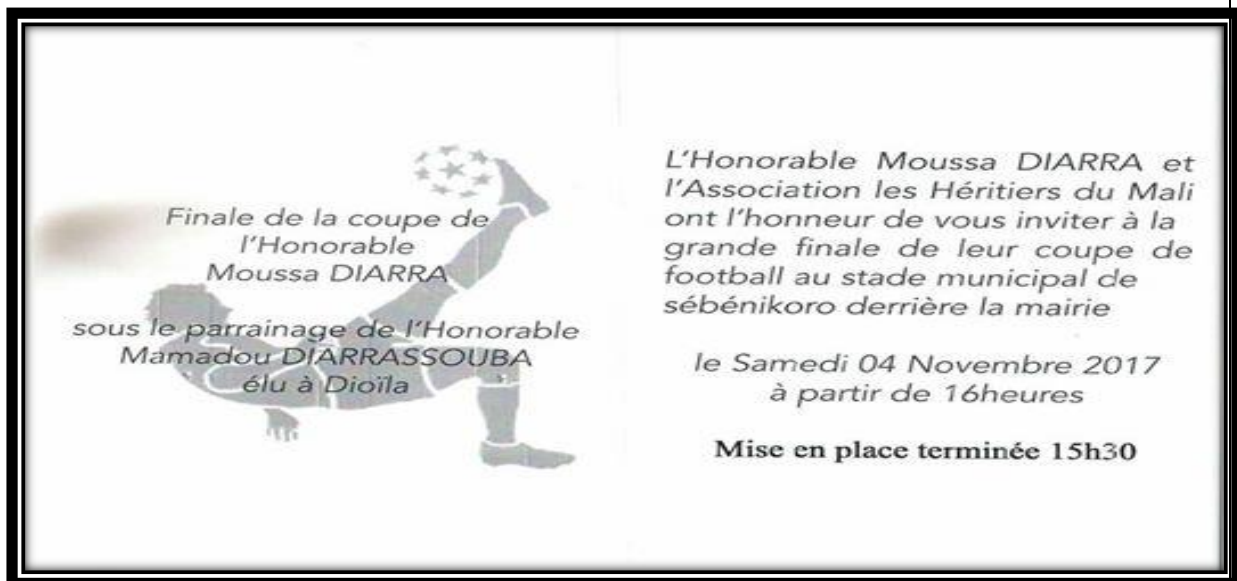 Finale de la coupe de
l'Honorable
Moussa DIARRA
sous le parrainage de l'Honorable
Mamadou DIARRASSOUBA
élu à Dioïla
L'Honorable Moussa DIARRA et
l'Association les Héritiers du Mali
ont l'honneur de vous inviter à la
grande finale de leur coupe de
football au stade municipal de
sébénikoro derrière la mairie
le Samedi 04 Novembre 2017
à partir de 16heures
Mise en place terminée 15h30